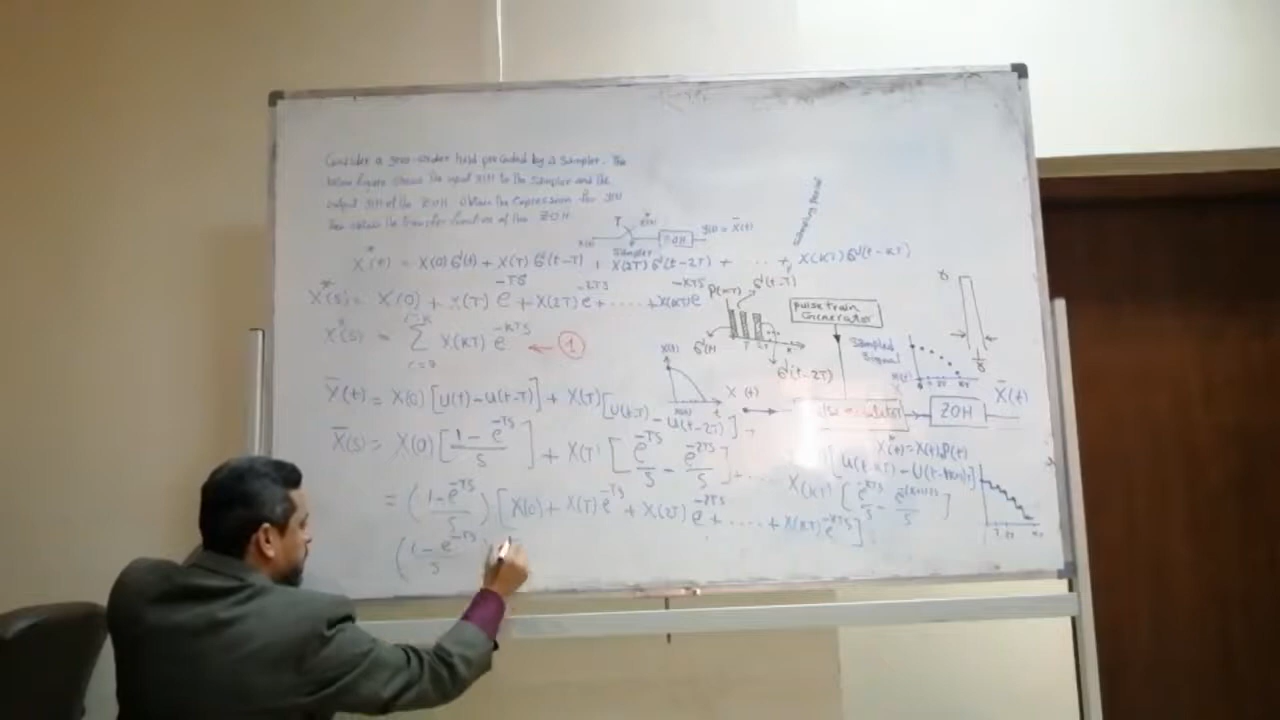 Consider a zero-order hold preceded by a Sampler. The
below figure shows the input X(t) to the Sampler and the
output y(t) of the ZOH. Obtain the expression for y(t)
Then obtain the transfer function of the ZOH.
T
X(t) Sampler ZOH y(t) = X̄(t)
Sampling Period
X*(t) = X(0) δ(t) + X(T) δ(t-T) + X(2T) δ(t-2T) + .... + X(KT) δ(t-KT)
X*(s) = X(0) + X(T) e^-TS + X(2T) e^-2TS + ..... + X(KT) e^-KTS
X*(s) = Σ X(KT) e^-KTS ← 1
P(KT) δ(t-T)
δ(t) T 2T
δ(t-2T)
Pulse train
Generator
Sampled
Signal
X(t)
X(t)
ZOH X̄(t)
X*(t) = X(t) P(t)
Ȳ(t) = X(0) [u(t) - u(t-T)] + X(T) [u(t-T) - u(t-2T)] + [u(t-KT) - u(t-(K+1)T)]
X̄(s) = X(0) [1 - e^-TS / S] + X(T) [e^-TS / S - e^-2TS / S] + .... X(KT) [e^-KTS / S - e^-(K+1)TS / S]
= (1 - e^-TS / S) [X(0) + X(T) e^-TS + X(2T) e^-2TS + ..... + X(KT) e^-KTS]
(1 - e^-TS / S)